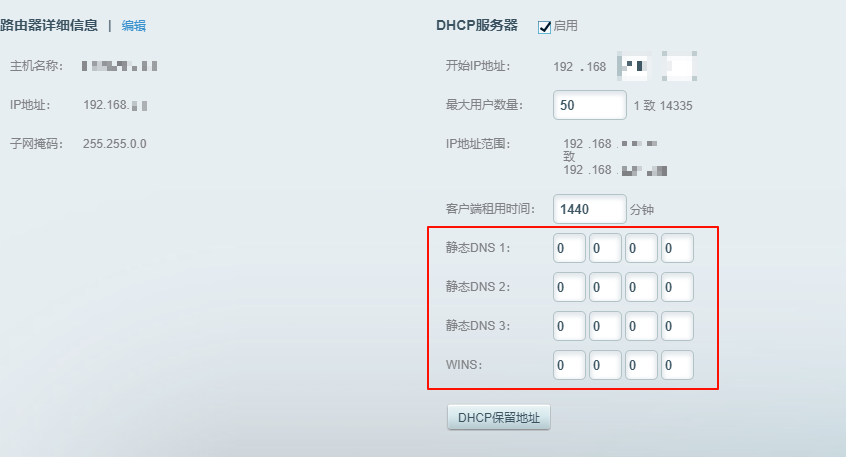 路由器详细信息 | 编辑
主机名称:
IP地址: 192.168.
子网掩码: 255.255.0.0
DHCP服务器 启用
开始IP地址: 192 .168
最大用户数量: 50 1 致 14335
IP地址范围: 192 .168 .
致
192 .168 .
客户端租用时间: 1440 分钟
静态DNS 1: 0 0 0 0
静态DNS 2: 0 0 0 0
静态DNS 3: 0 0 0 0
WINS: 0 0 0 0
DHCP保留地址